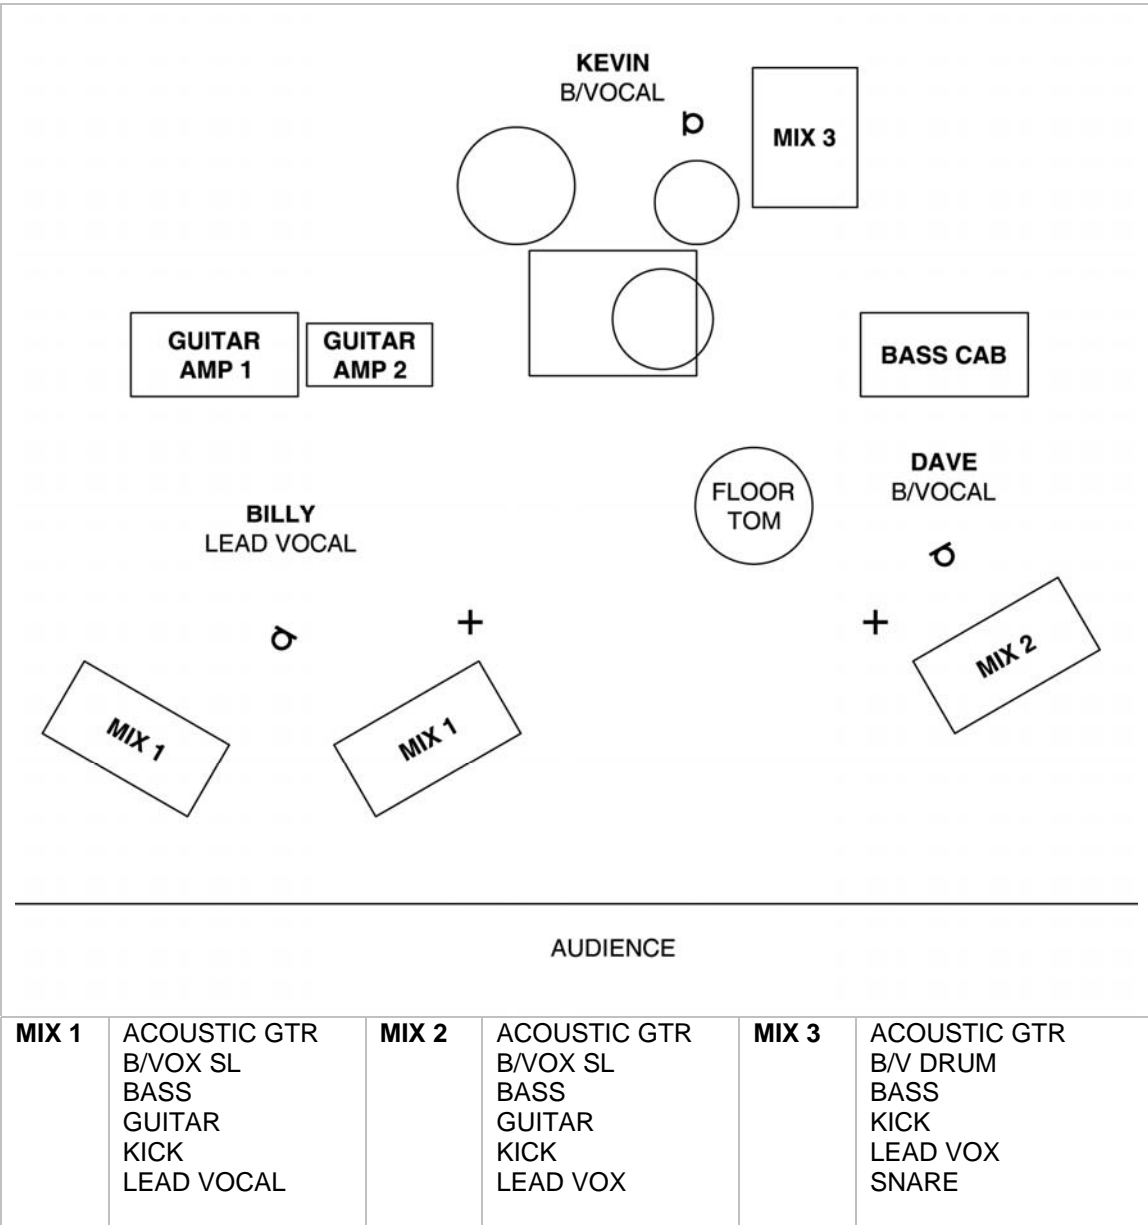 KEVIN
B/VOCAL
MIX 3
GUITAR
AMP 1
GUITAR
AMP 2
BASS CAB
DAVE
B/VOCAL
FLOOR
TOM
BILLY
LEAD VOCAL
MIX 2
MIX 1
MIX 1
AUDIENCE
MIX 1
ACOUSTIC GTR
B/VOX SL
BASS
GUITAR
KICK
LEAD VOCAL
MIX 2
ACOUSTIC GTR
B/VOX SL
BASS
GUITAR
KICK
LEAD VOX
MIX 3
ACOUSTIC GTR
B/V DRUM
BASS
KICK
LEAD VOX
SNARE